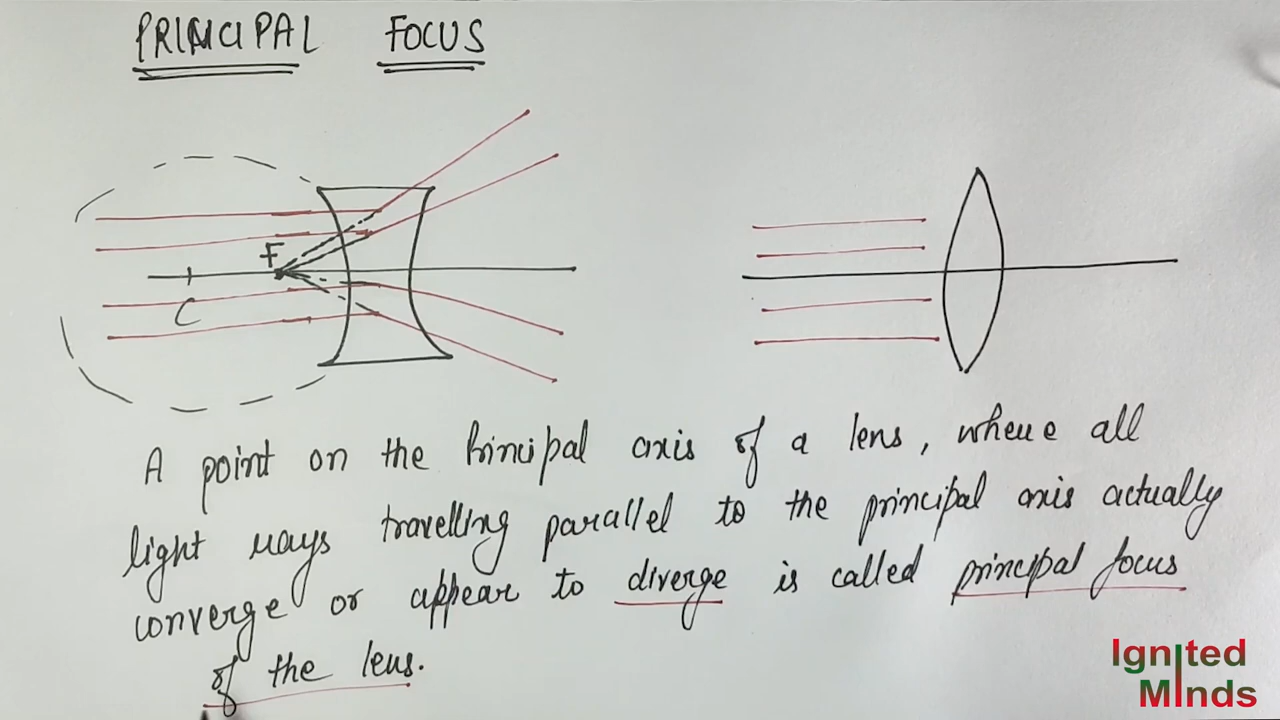 PRINCIPAL FOCUS
F
C
A point on the principal axis of a lens, where all
light rays travelling parallel to the principal axis actually
converge or appear to diverge is called principal focus
of the lens.
Ignited
Minds